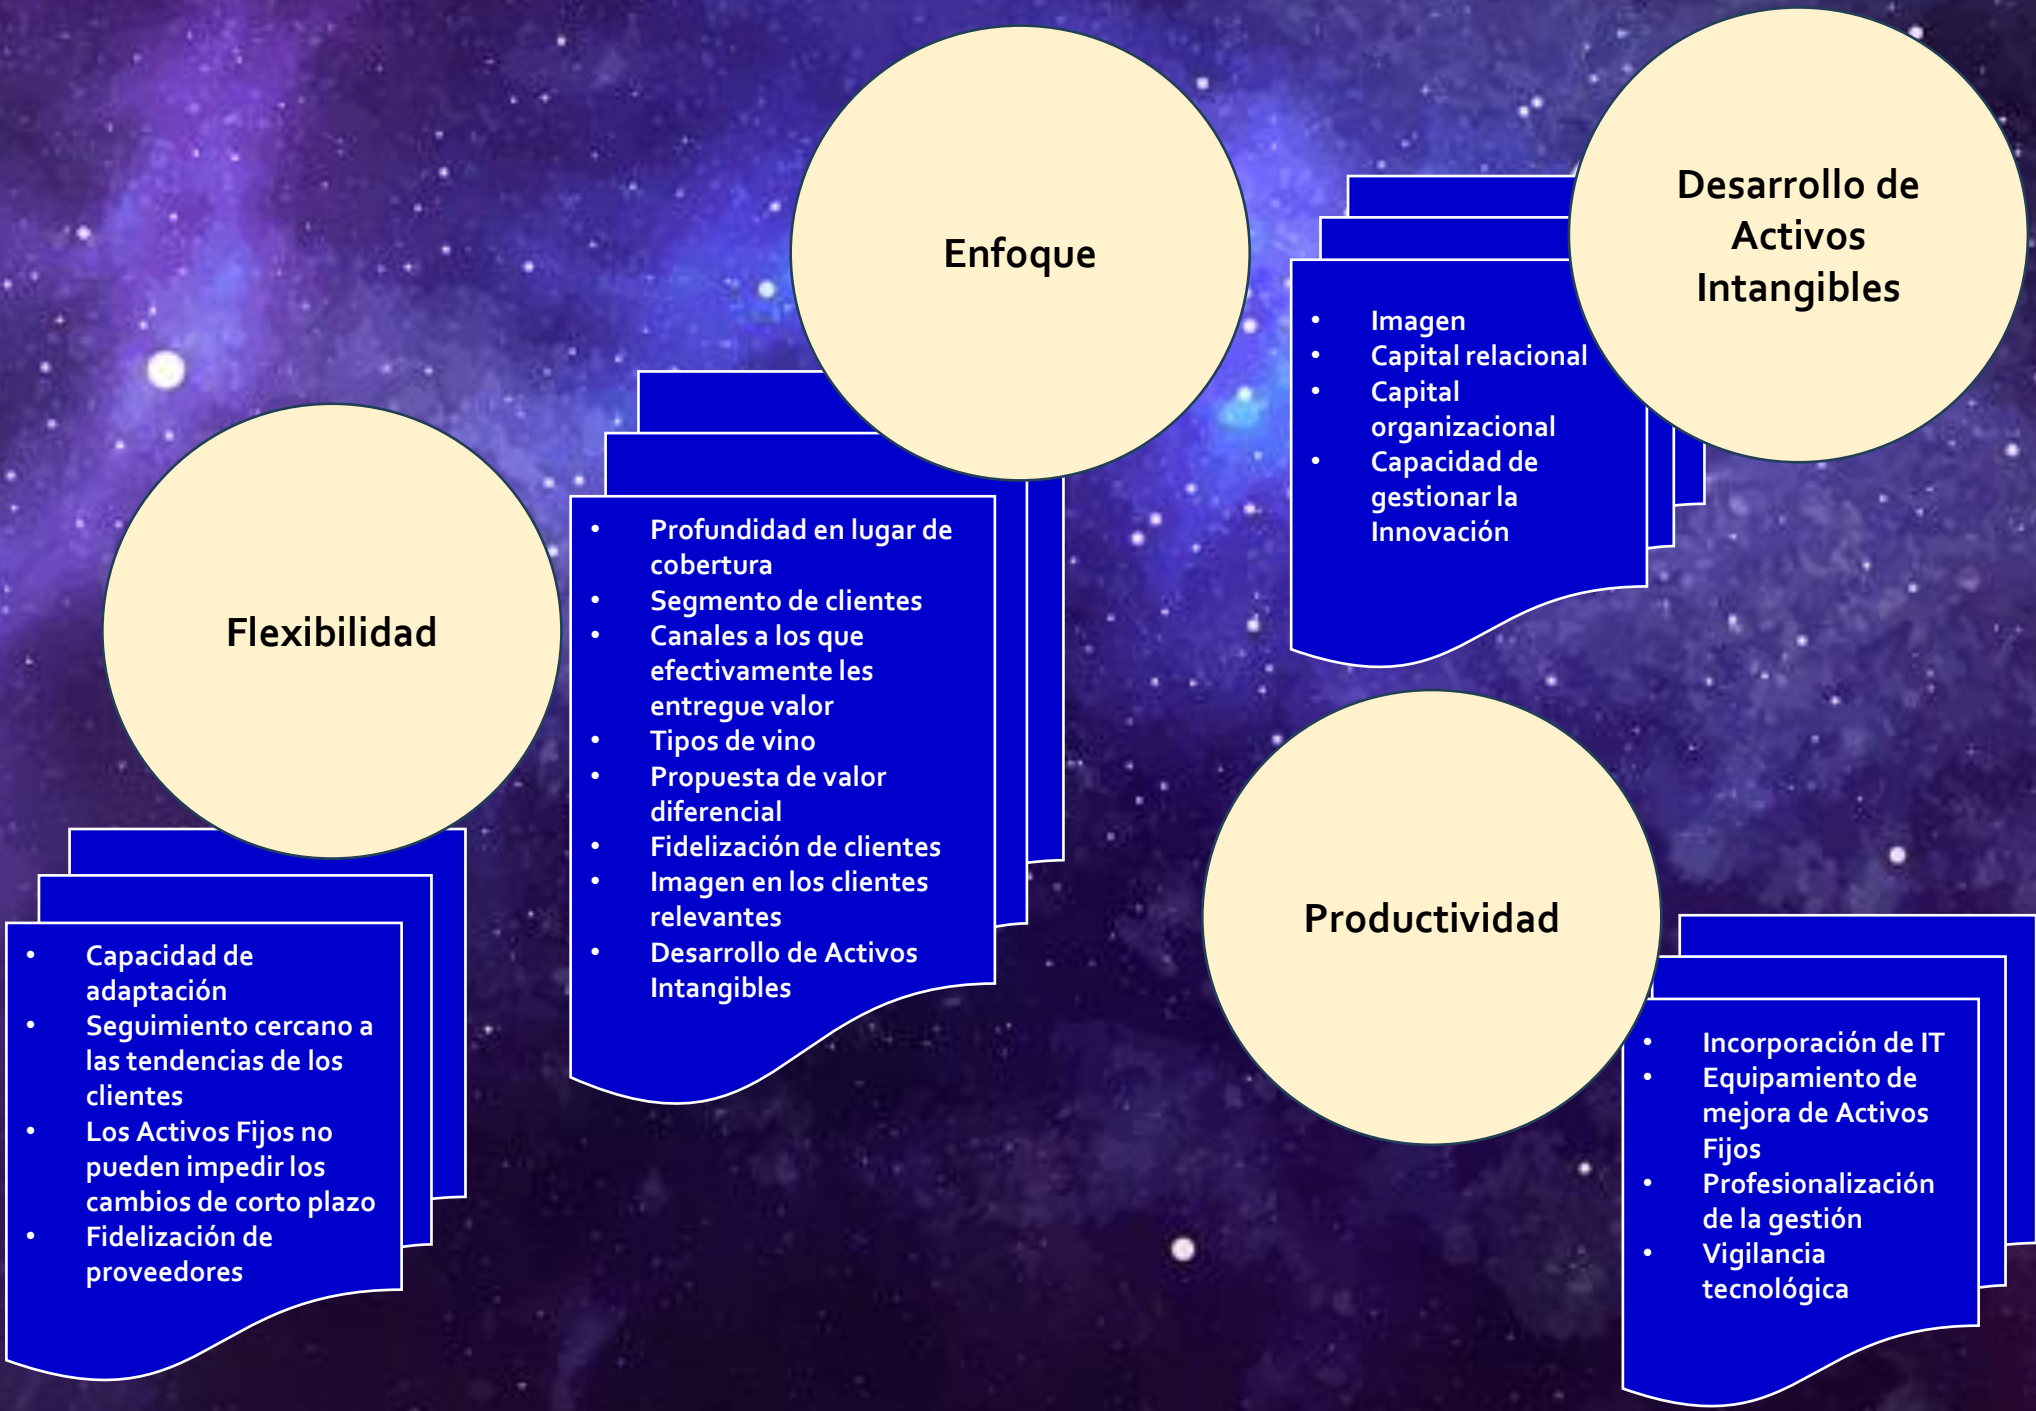 Flexibilidad
• Capacidad de
adaptación
• Seguimiento cercano a
las tendencias de los
clientes
• Los Activos Fijos no
pueden impedir los
cambios de corto plazo
• Fidelización de
proveedores
Enfoque
• Profundidad en lugar de
cobertura
• Segmento de clientes
• Canales a los que
efectivamente les
entregue valor
• Tipos de vino
• Propuesta de valor
diferencial
• Fidelización de clientes
• Imagen en los clientes
relevantes
• Desarrollo de Activos
Intangibles
Desarrollo de
Activos
Intangibles
• Imagen
• Capital relacional
• Capital
organizacional
• Capacidad de
gestionar la
Innovación
Productividad
• Incorporación de IT
• Equipamiento de
mejora de Activos
Fijos
• Profesionalización
de la gestión
• Vigilancia
tecnológica